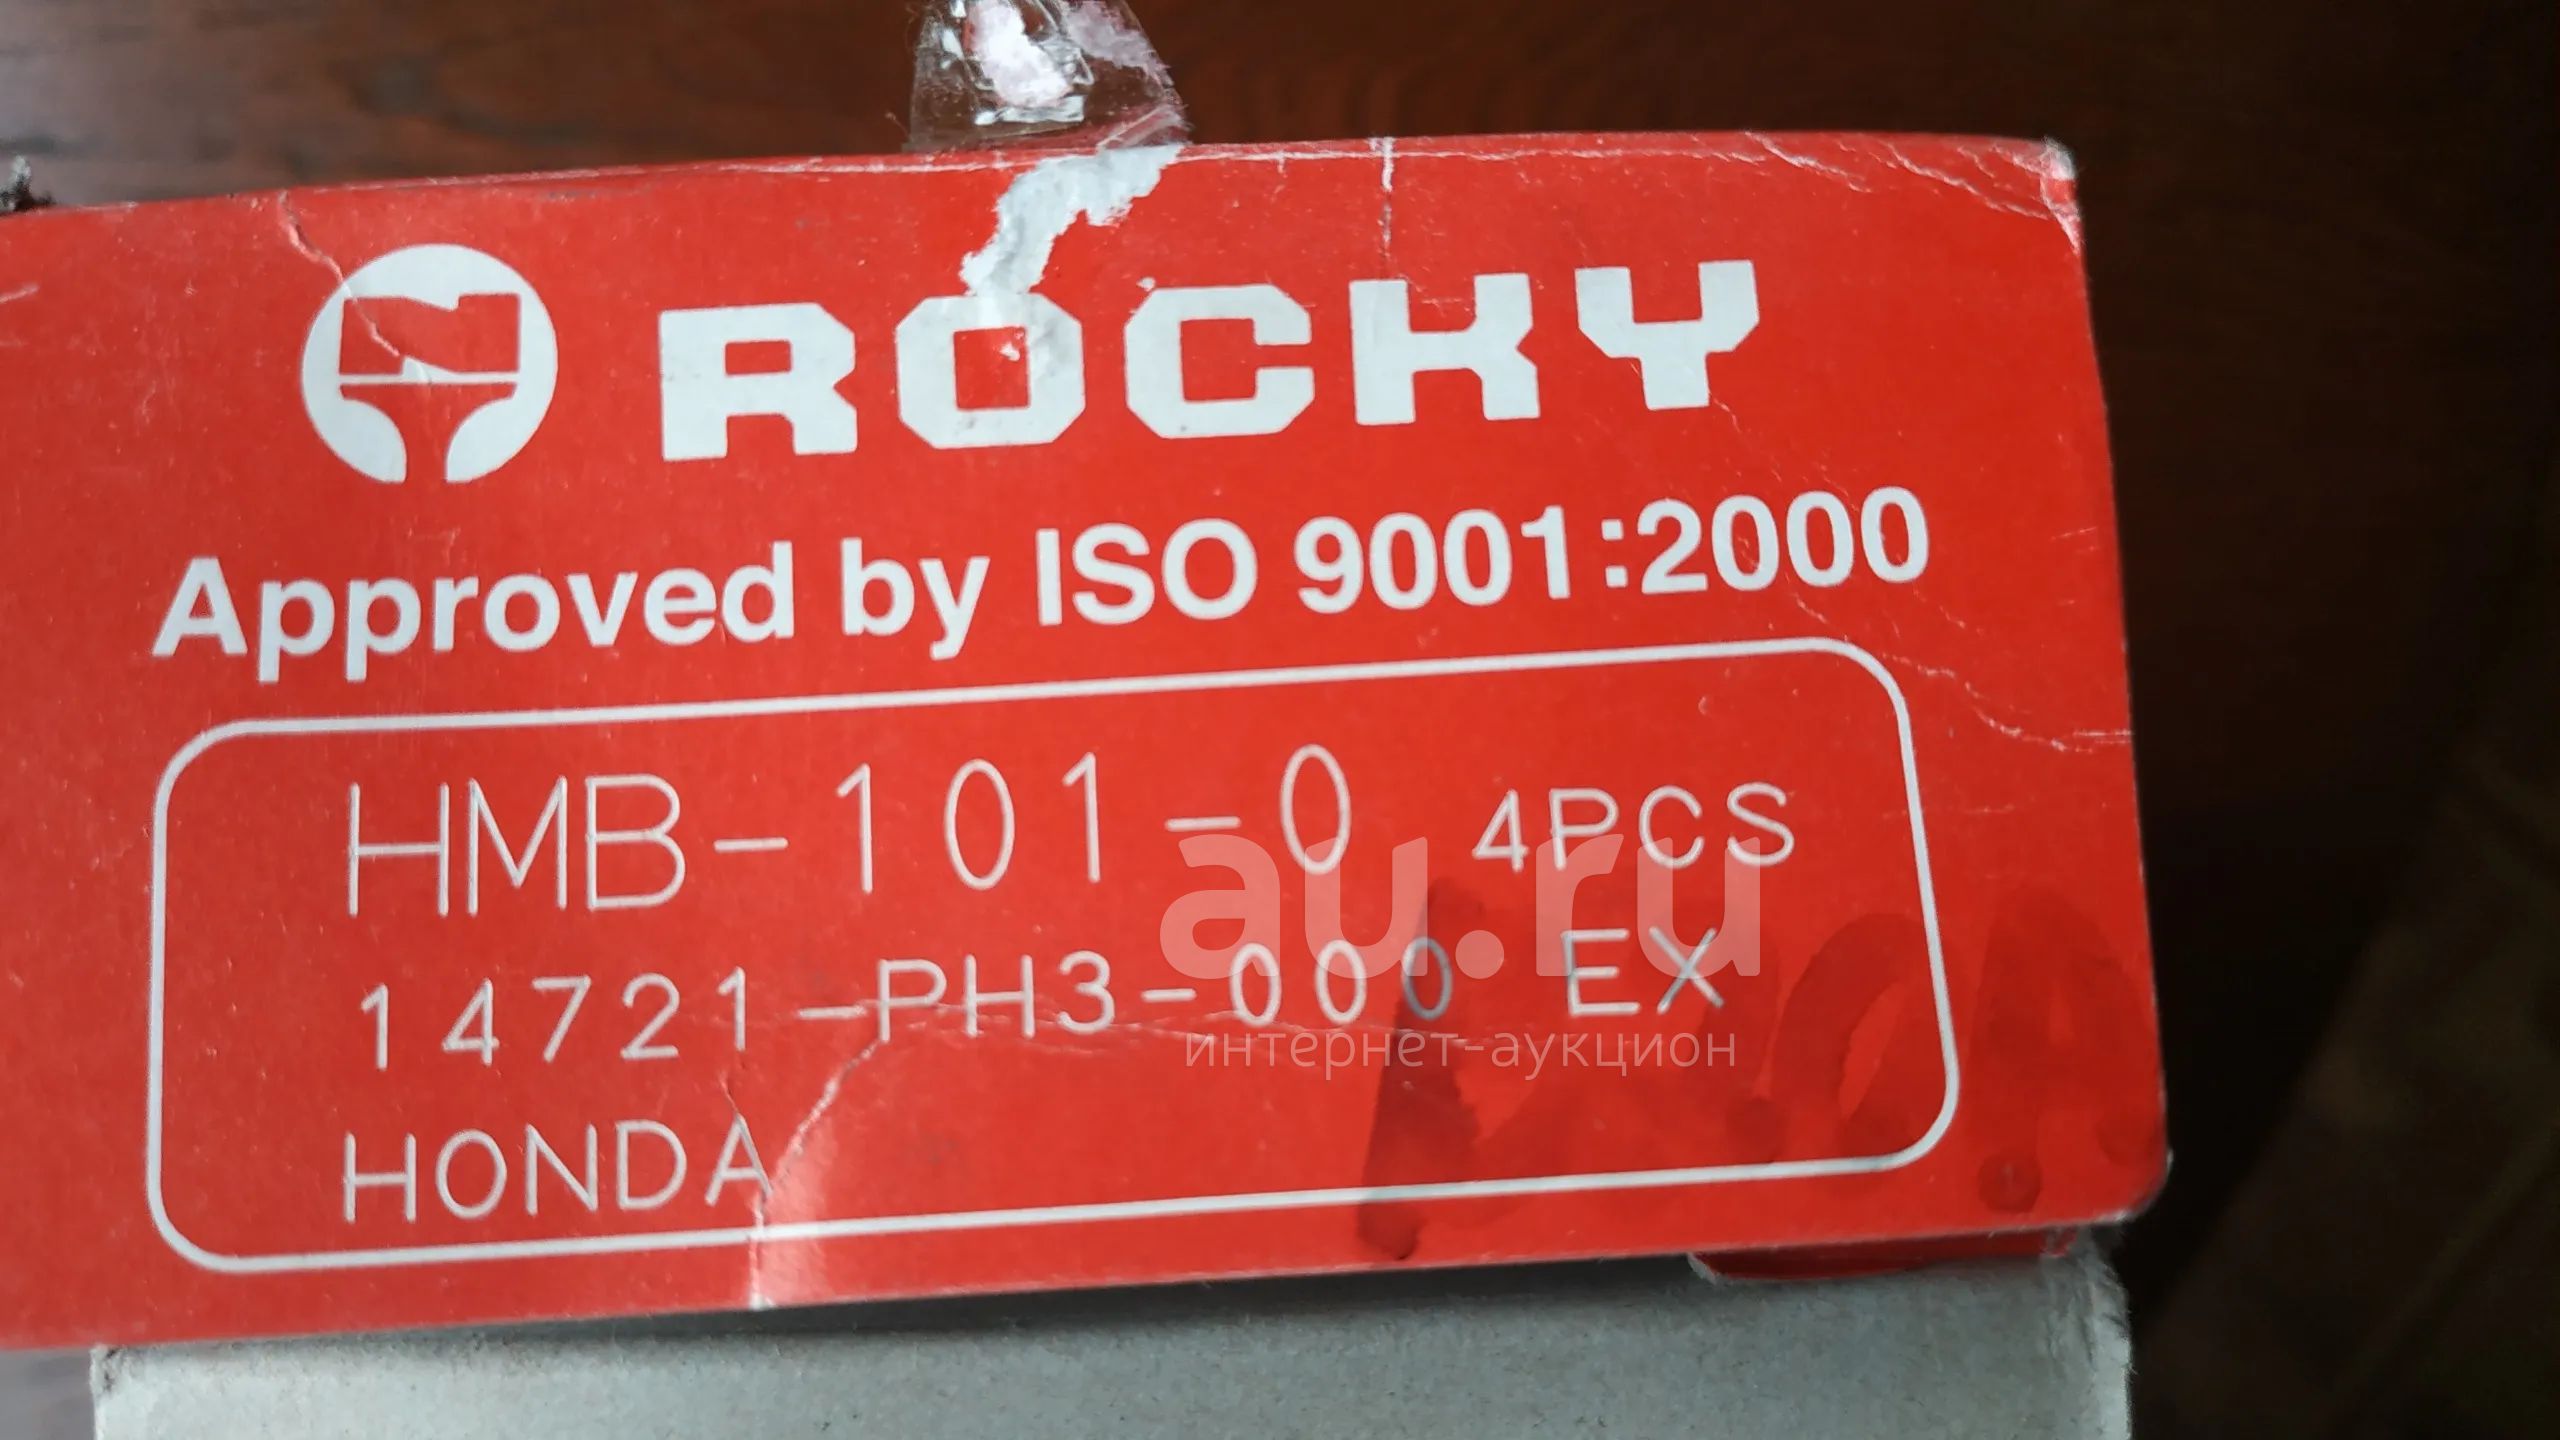 ROCKY
Approved by ISO 9001:2000
HMB-101-0 4PCS
14721-PH3-000 EX
HONDA
au.ru
интернет-аукцион